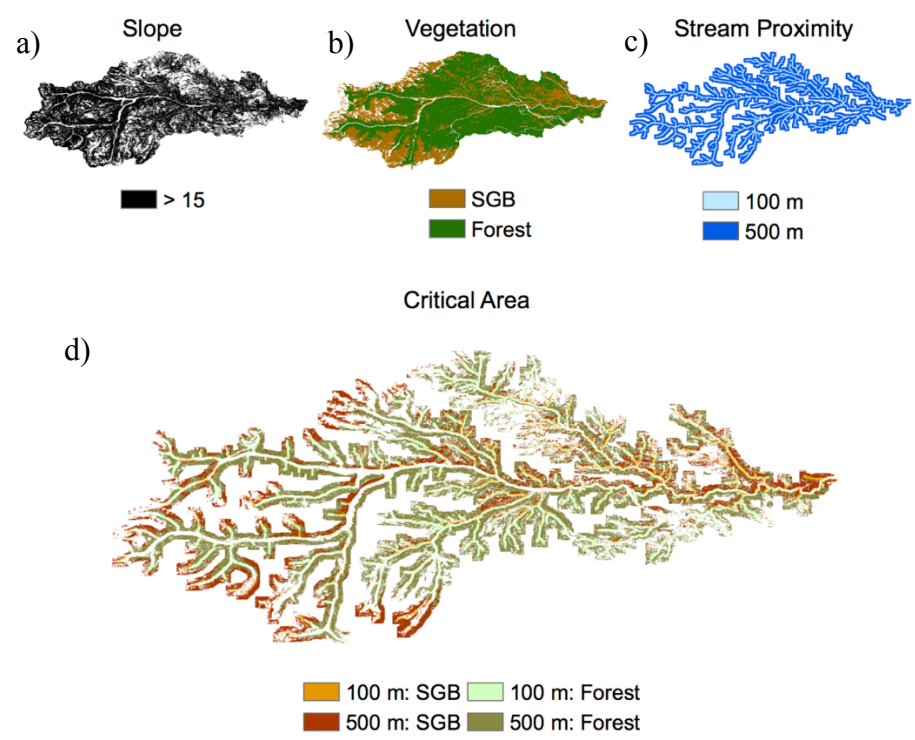 Slope
Vegetation
Stream Proximity
a)
b)
c)
> 15
SGB
Forest
100 m
500 m
Critical Area
d)
100 m: SGB
100 m: Forest
500 m: SGB
500 m: Forest